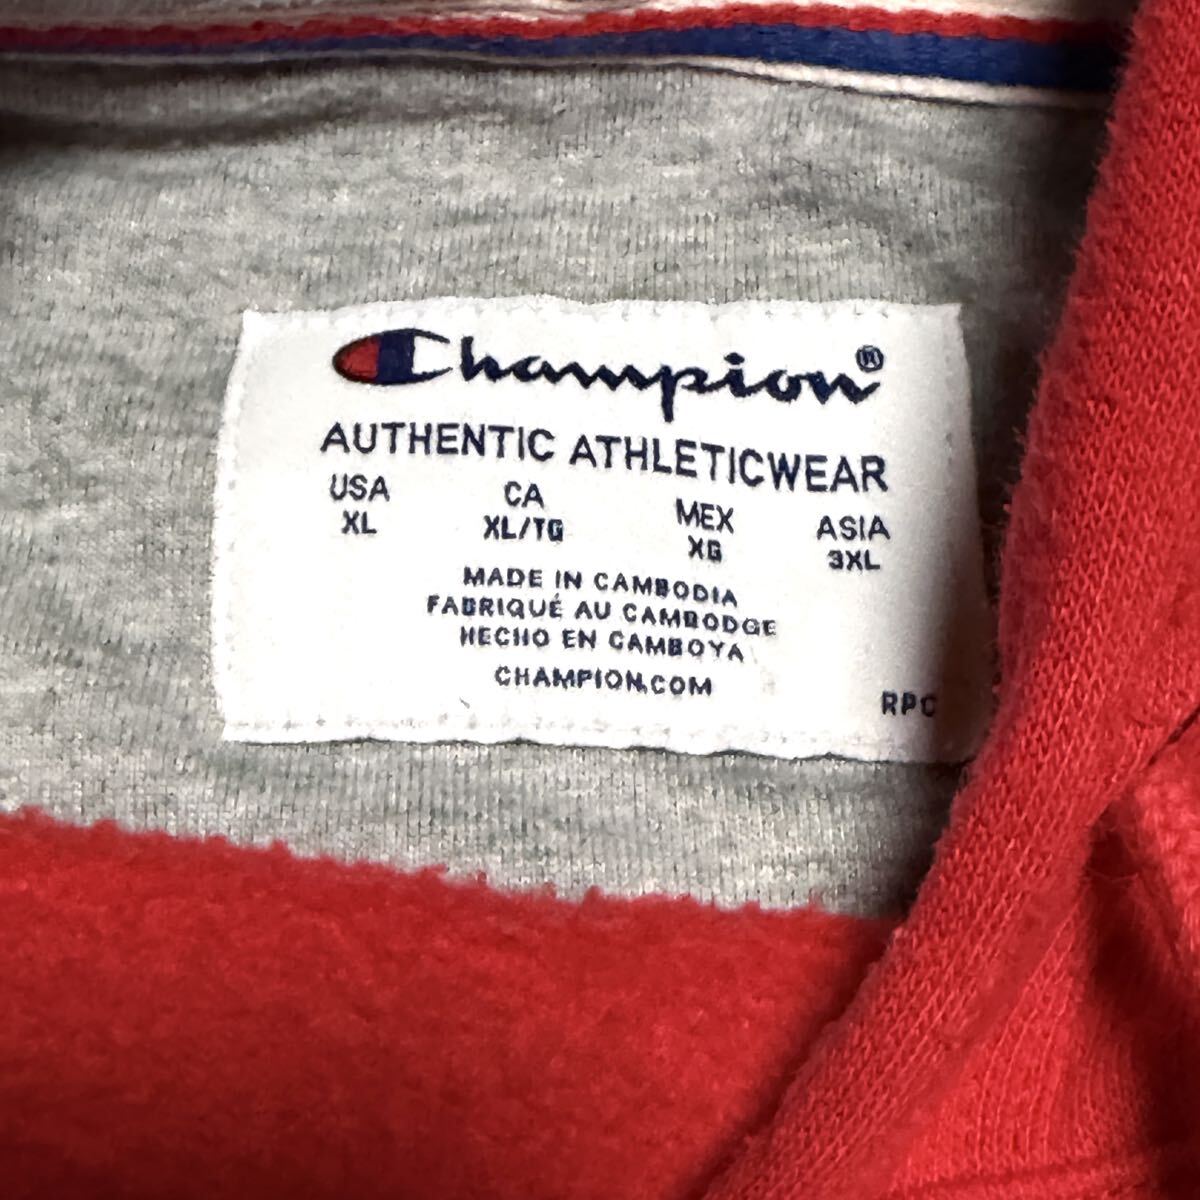 Champion®
AUTHENTIC ATHLETICWEAR
USA CA MEX ASIA
XL XL/TG XG 3XL
MADE IN CAMBODIA
FABRIQUÉ AU CAMBODGE
HECHO EN CAMBOYA
CHAMPION.COM
RPC